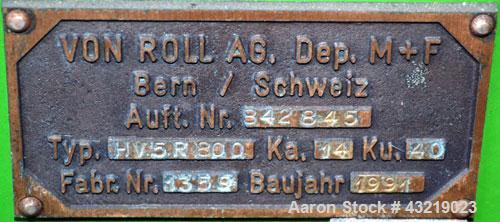 VON ROLL AG. Dep. M+F
Bern / Schweiz
Auft. Nr. 342845
Typ. HV5R800 Ka. 14 Ku. 40
Fabr. Nr. 1359 Baujahr 1991
Aaron Stock # 43219023